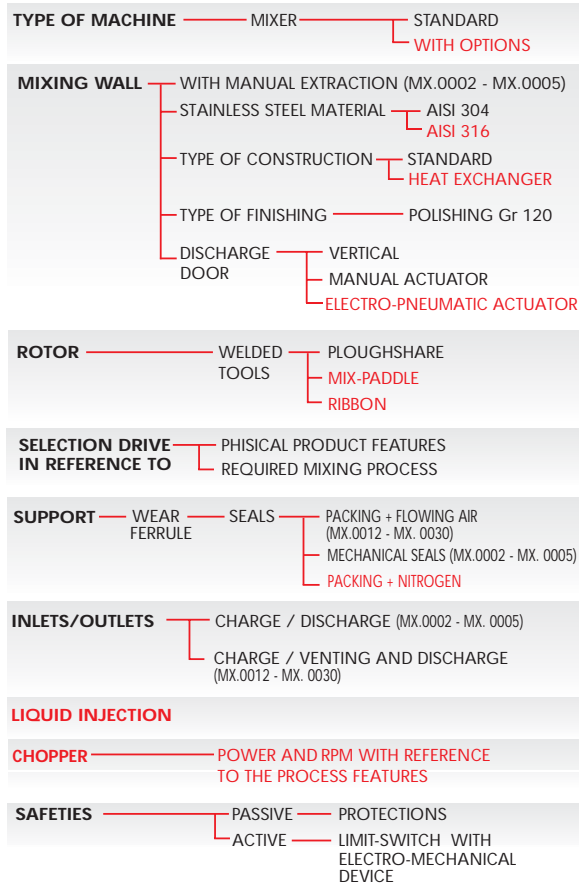 TYPE OF MACHINE MIXER STANDARD
WITH OPTIONS
MIXING WALL WITH MANUAL EXTRACTION (MX.0002 - MX.0005)
STAINLESS STEEL MATERIAL AISI 304
AISI 316
TYPE OF CONSTRUCTION STANDARD
HEAT EXCHANGER
TYPE OF FINISHING POLISHING Gr 120
DISCHARGE VERTICAL
DOOR MANUAL ACTUATOR
ELECTRO-PNEUMATIC ACTUATOR
ROTOR WELDED PLOUGHSHARE
TOOLS MIX-PADDLE
RIBBON
SELECTION DRIVE PHISICAL PRODUCT FEATURES
IN REFERENCE TO REQUIRED MIXING PROCESS
SUPPORT WEAR SEALS PACKING + FLOWING AIR
FERRULE (MX.0012 - MX. 0030)
MECHANICAL SEALS (MX.0002 - MX. 0005)
PACKING + NITROGEN
INLETS/OUTLETS CHARGE / DISCHARGE (MX.0002 - MX. 0005)
CHARGE / VENTING AND DISCHARGE
(MX.0012 - MX. 0030)
LIQUID INJECTION
CHOPPER POWER AND RPM WITH REFERENCE
TO THE PROCESS FEATURES
SAFETIES PASSIVE PROTECTIONS
ACTIVE LIMIT-SWITCH WITH
ELECTRO-MECHANICAL
DEVICE